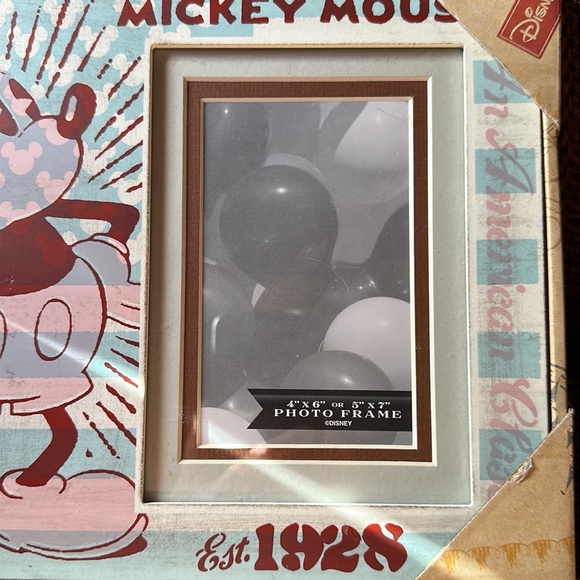 MICKEY MOUS
Disney
An American Clas
4" X 6" OR 5" X 7"
PHOTO FRAME
©DISNEY
Est. 1928